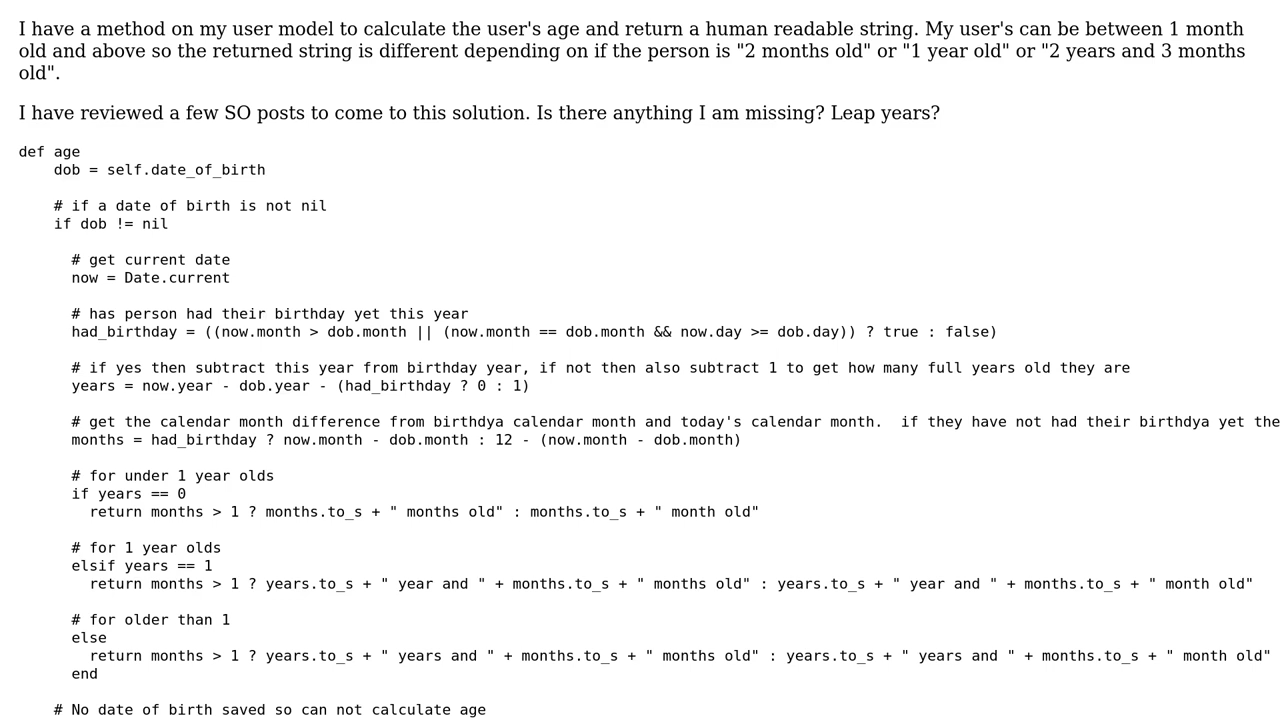 I have a method on my user model to calculate the user's age and return a human readable string. My user's can be between 1 month
old and above so the returned string is different depending on if the person is "2 months old" or "1 year old" or "2 years and 3 months
old".
I have reviewed a few SO posts to come to this solution. Is there anything I am missing? Leap years?
def age
    dob = self.date_of_birth
    # if a date of birth is not nil
    if dob != nil
      # get current date
      now = Date.current
      # has person had their birthday yet this year
      had_birthday = ((now.month > dob.month || (now.month == dob.month && now.day >= dob.day)) ? true : false)
      # if yes then subtract this year from birthday year, if not then also subtract 1 to get how many full years old they are
      years = now.year - dob.year - (had_birthday ? 0 : 1)
      # get the calendar month difference from birthdya calendar month and today's calendar month.  if they have not had their birthdya yet the
      months = had_birthday ? now.month - dob.month : 12 - (now.month - dob.month)
      # for under 1 year olds
      if years == 0
        return months > 1 ? months.to_s + " months old" : months.to_s + " month old"
      # for 1 year olds
      elsif years == 1
        return months > 1 ? years.to_s + " year and " + months.to_s + " months old" : years.to_s + " year and " + months.to_s + " month old"
      # for older than 1
      else
        return months > 1 ? years.to_s + " years and " + months.to_s + " months old" : years.to_s + " years and " + months.to_s + " month old"
      end
    # No date of birth saved so can not calculate age